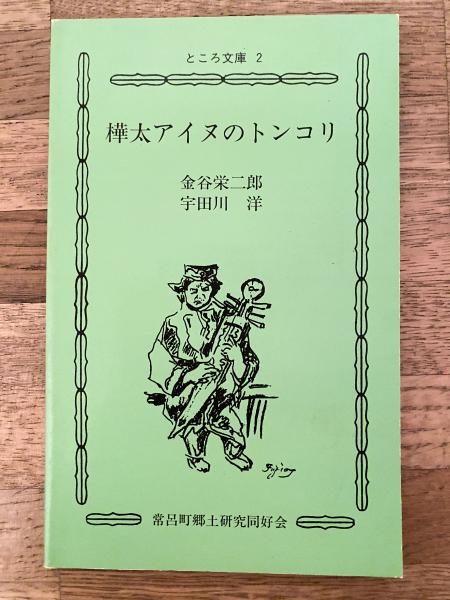 ところ文庫 2
樺太アイヌのトンコリ
金谷栄二郎
宇田川 洋
常呂町郷土研究同好会